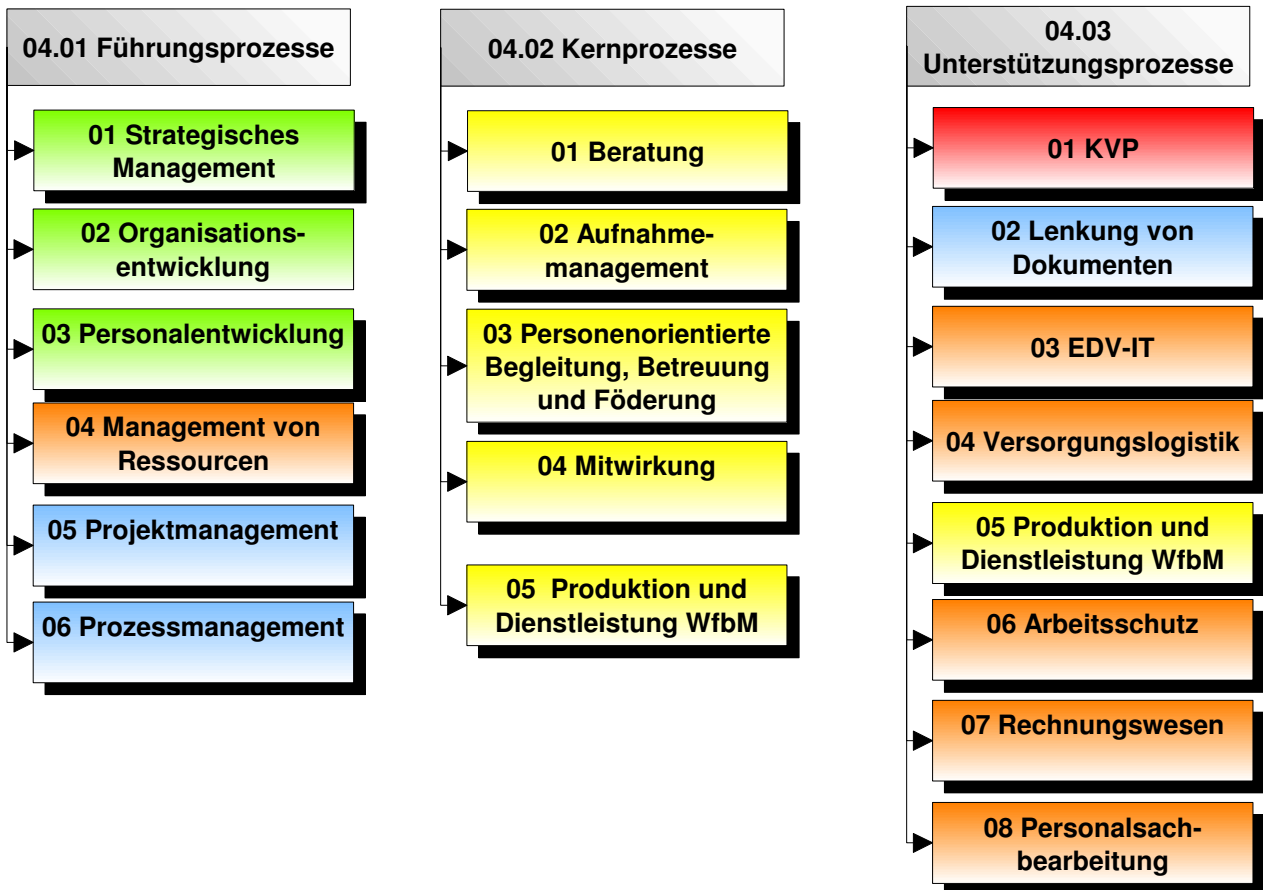 04.01 Führungsprozesse
01 Strategisches
Management
02 Organisations-
entwicklung
03 Personalentwicklung
04 Management von
Ressourcen
05 Projektmanagement
06 Prozessmanagement
04.02 Kernprozesse
01 Beratung
02 Aufnahme-
management
03 Personenorientierte
Begleitung, Betreuung
und Föderung
04 Mitwirkung
05  Produktion und
Dienstleistung WfbM
04.03
Unterstützungsprozesse
01 KVP
02 Lenkung von
Dokumenten
03 EDV-IT
04 Versorgungslogistik
05 Produktion und
Dienstleistung WfbM
06 Arbeitsschutz
07 Rechnungswesen
08 Personalsach-
bearbeitung